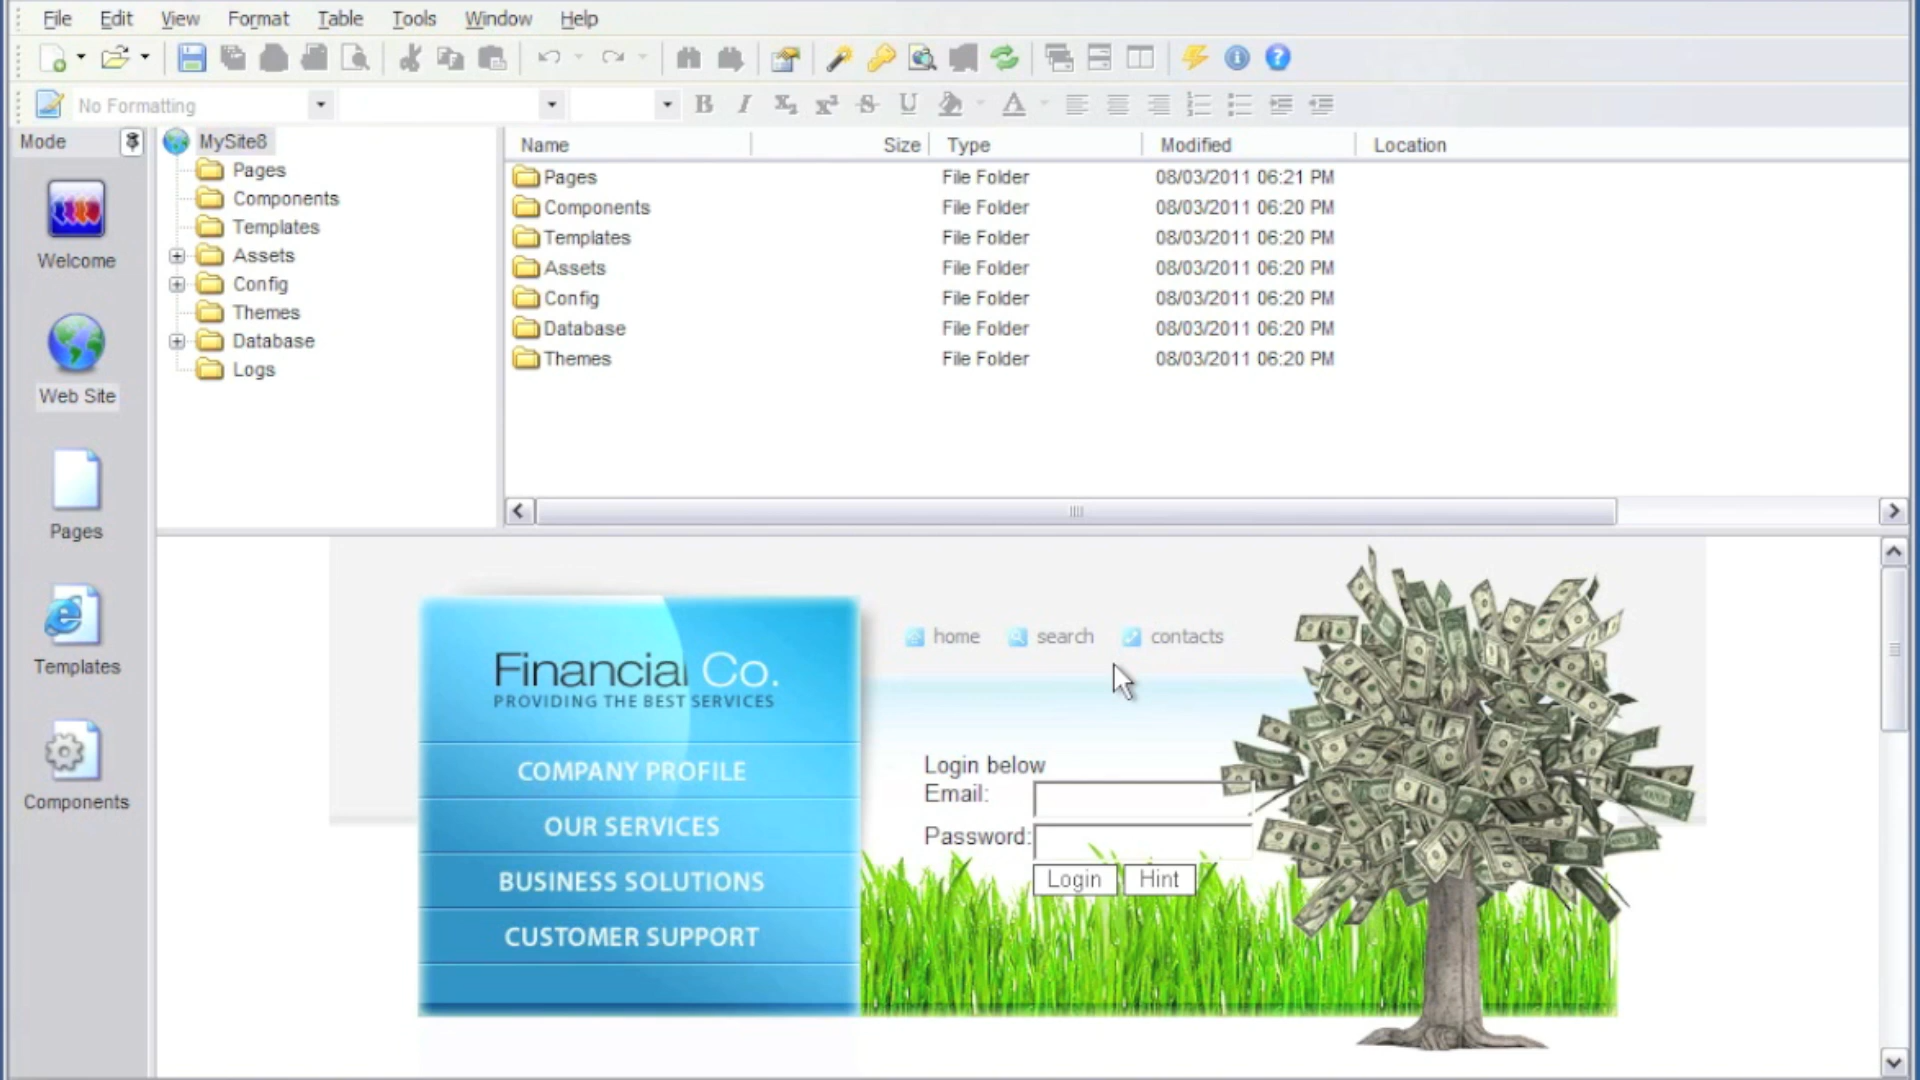 File Edit View Format Table Tools Window Help
No Formatting
B I X₂ x² S U A
Mode
Welcome
Web Site
Pages
Templates
Components
MySite8
Pages
Components
Templates
Assets
Config
Themes
Database
Logs
Name Size Type Modified Location
Pages File Folder 08/03/2011 06:21 PM
Components File Folder 08/03/2011 06:20 PM
Templates File Folder 08/03/2011 06:20 PM
Assets File Folder 08/03/2011 06:20 PM
Config File Folder 08/03/2011 06:20 PM
Database File Folder 08/03/2011 06:20 PM
Themes File Folder 08/03/2011 06:20 PM
Financial Co.
PROVIDING THE BEST SERVICES
COMPANY PROFILE
OUR SERVICES
BUSINESS SOLUTIONS
CUSTOMER SUPPORT
home search contacts
Login below
Email:
Password:
Login Hint